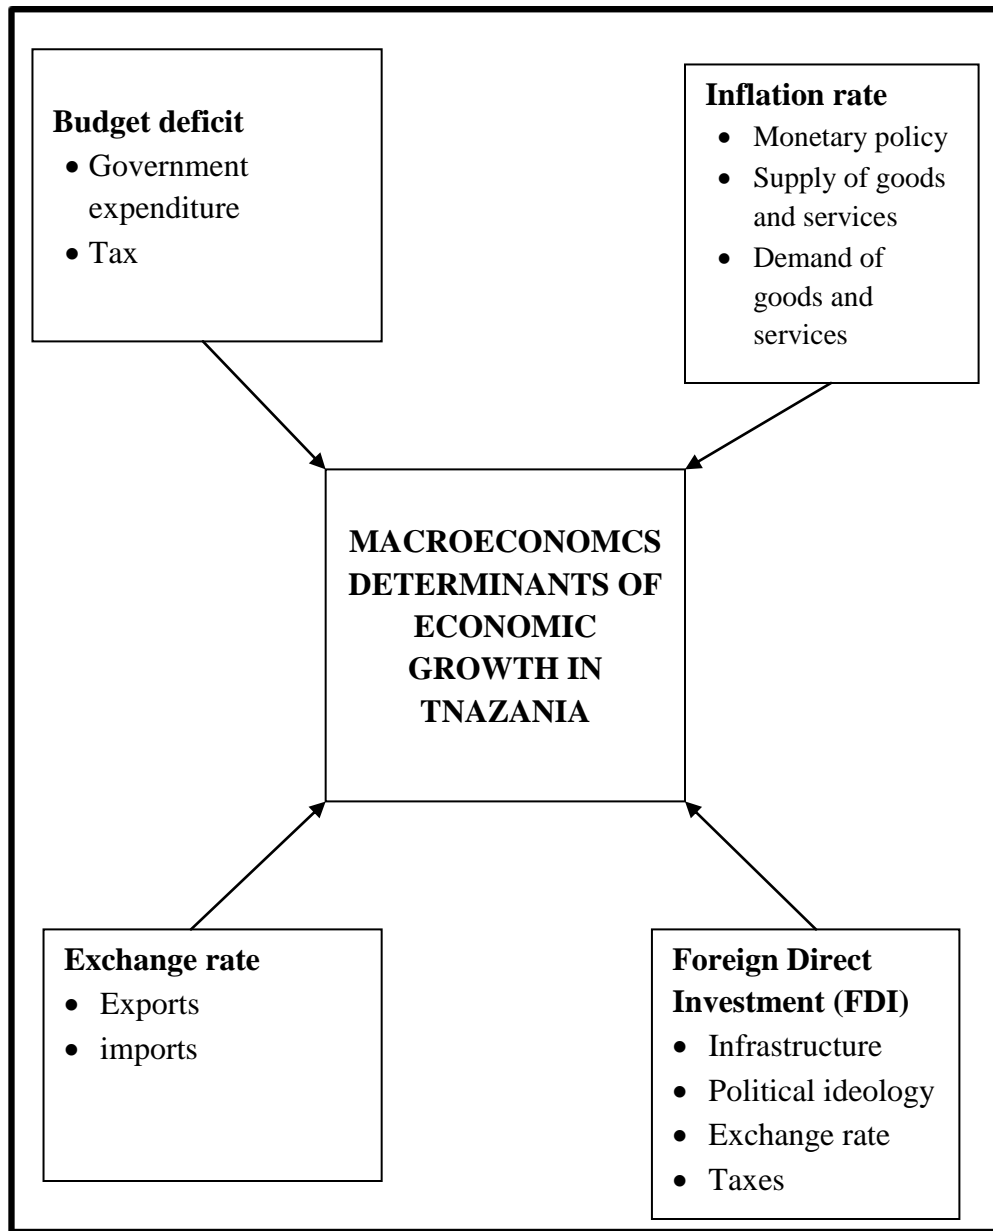 Budget deficit
• Government
expenditure
• Tax
Inflation rate
• Monetary policy
• Supply of goods
and services
• Demand of
goods and
services
MACROECONOMCS
DETERMINANTS OF
ECONOMIC
GROWTH IN
TNAZANIA
Exchange rate
• Exports
• imports
Foreign Direct
Investment (FDI)
• Infrastructure
• Political ideology
• Exchange rate
• Taxes